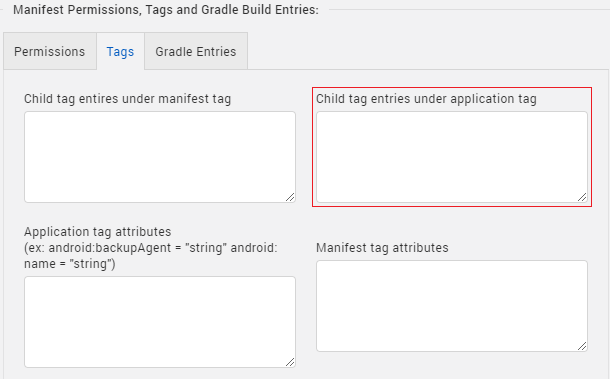 Manifest Permissions, Tags and Gradle Build Entries:
Permissions Tags Gradle Entries
Child tag entires under manifest tag
Child tag entries under application tag
Application tag attributes
(ex: android:backupAgent = "string" android:
name = "string")
Manifest tag attributes